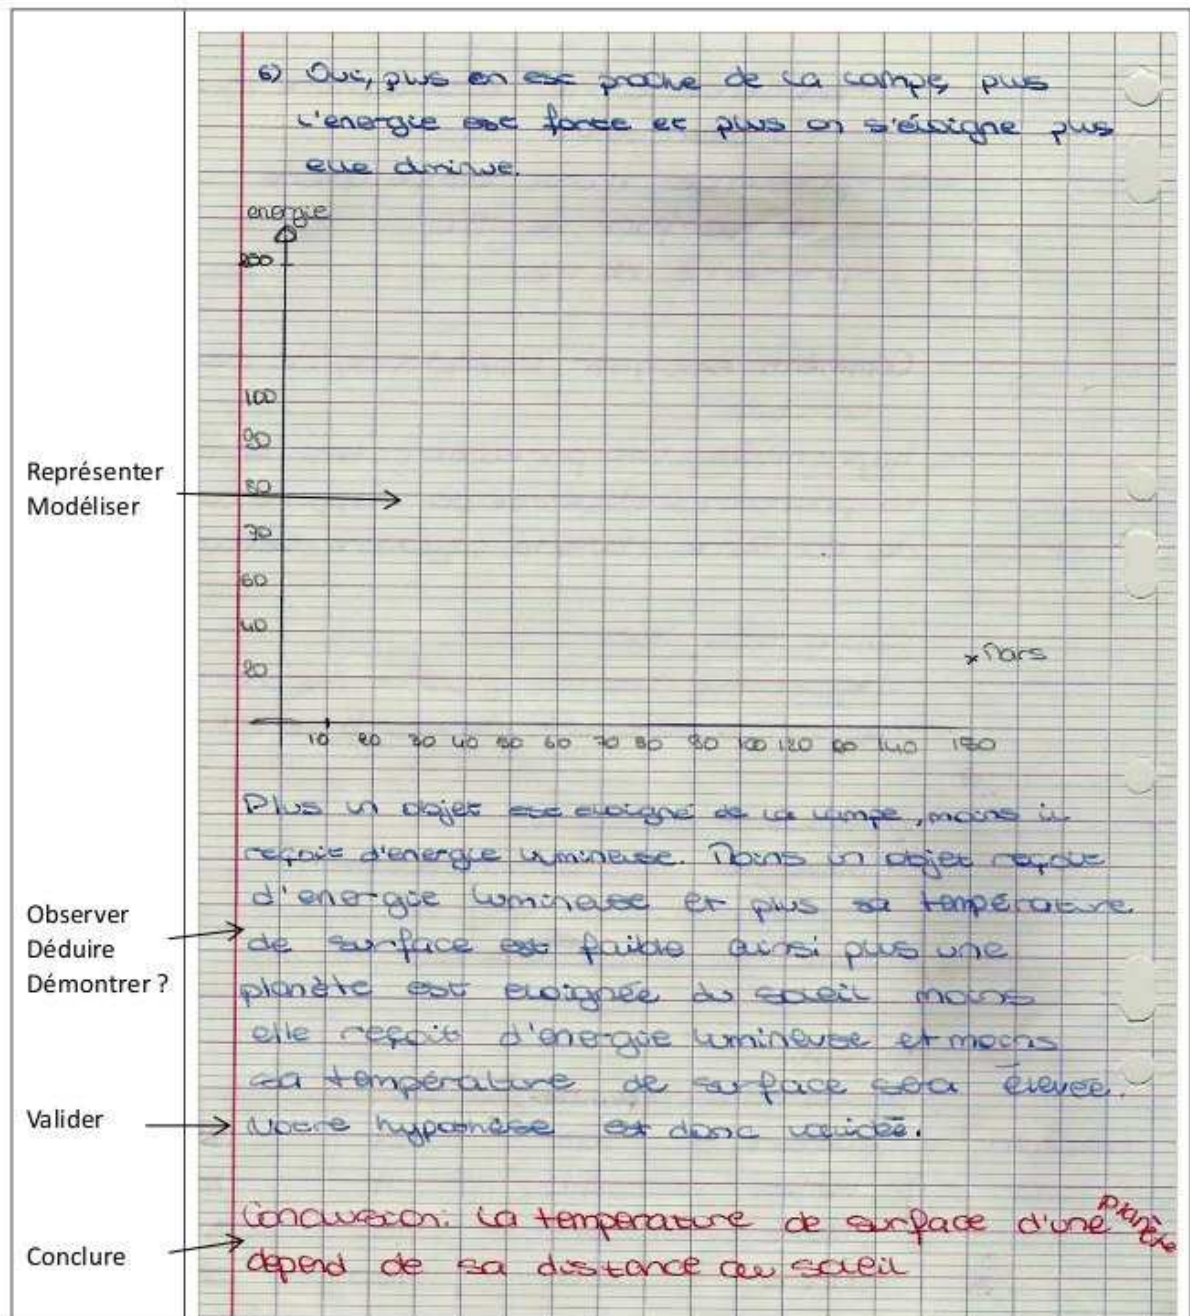 6) Oui, plus on est proche de la lampe, plus
l'energie est forte et plus on s'éloigne plus
elle diminue.
energie
200
100
90
80
70
60
40
20
Mars
10 20 30 40 50 60 70 80 90 100 120 140 150
Représenter
Modéliser
Plus un objet est eloigné de la lampe, moins il
reçoit d'energie lumineuse. Moins un objet reçoit
d'energie lumineuse et plus sa température
de surface est faible ainsi plus une
planète est eloignée du soleil moins
elle reçoit d'energie lumineuse et moins
sa température de surface sera élevée.
Notre hypothèse est donc validée.
Observer
Déduire
Démontrer ?
Valider
Conclusion: La temperature de surface d'une planète
depend de sa distance au soleil
Conclure